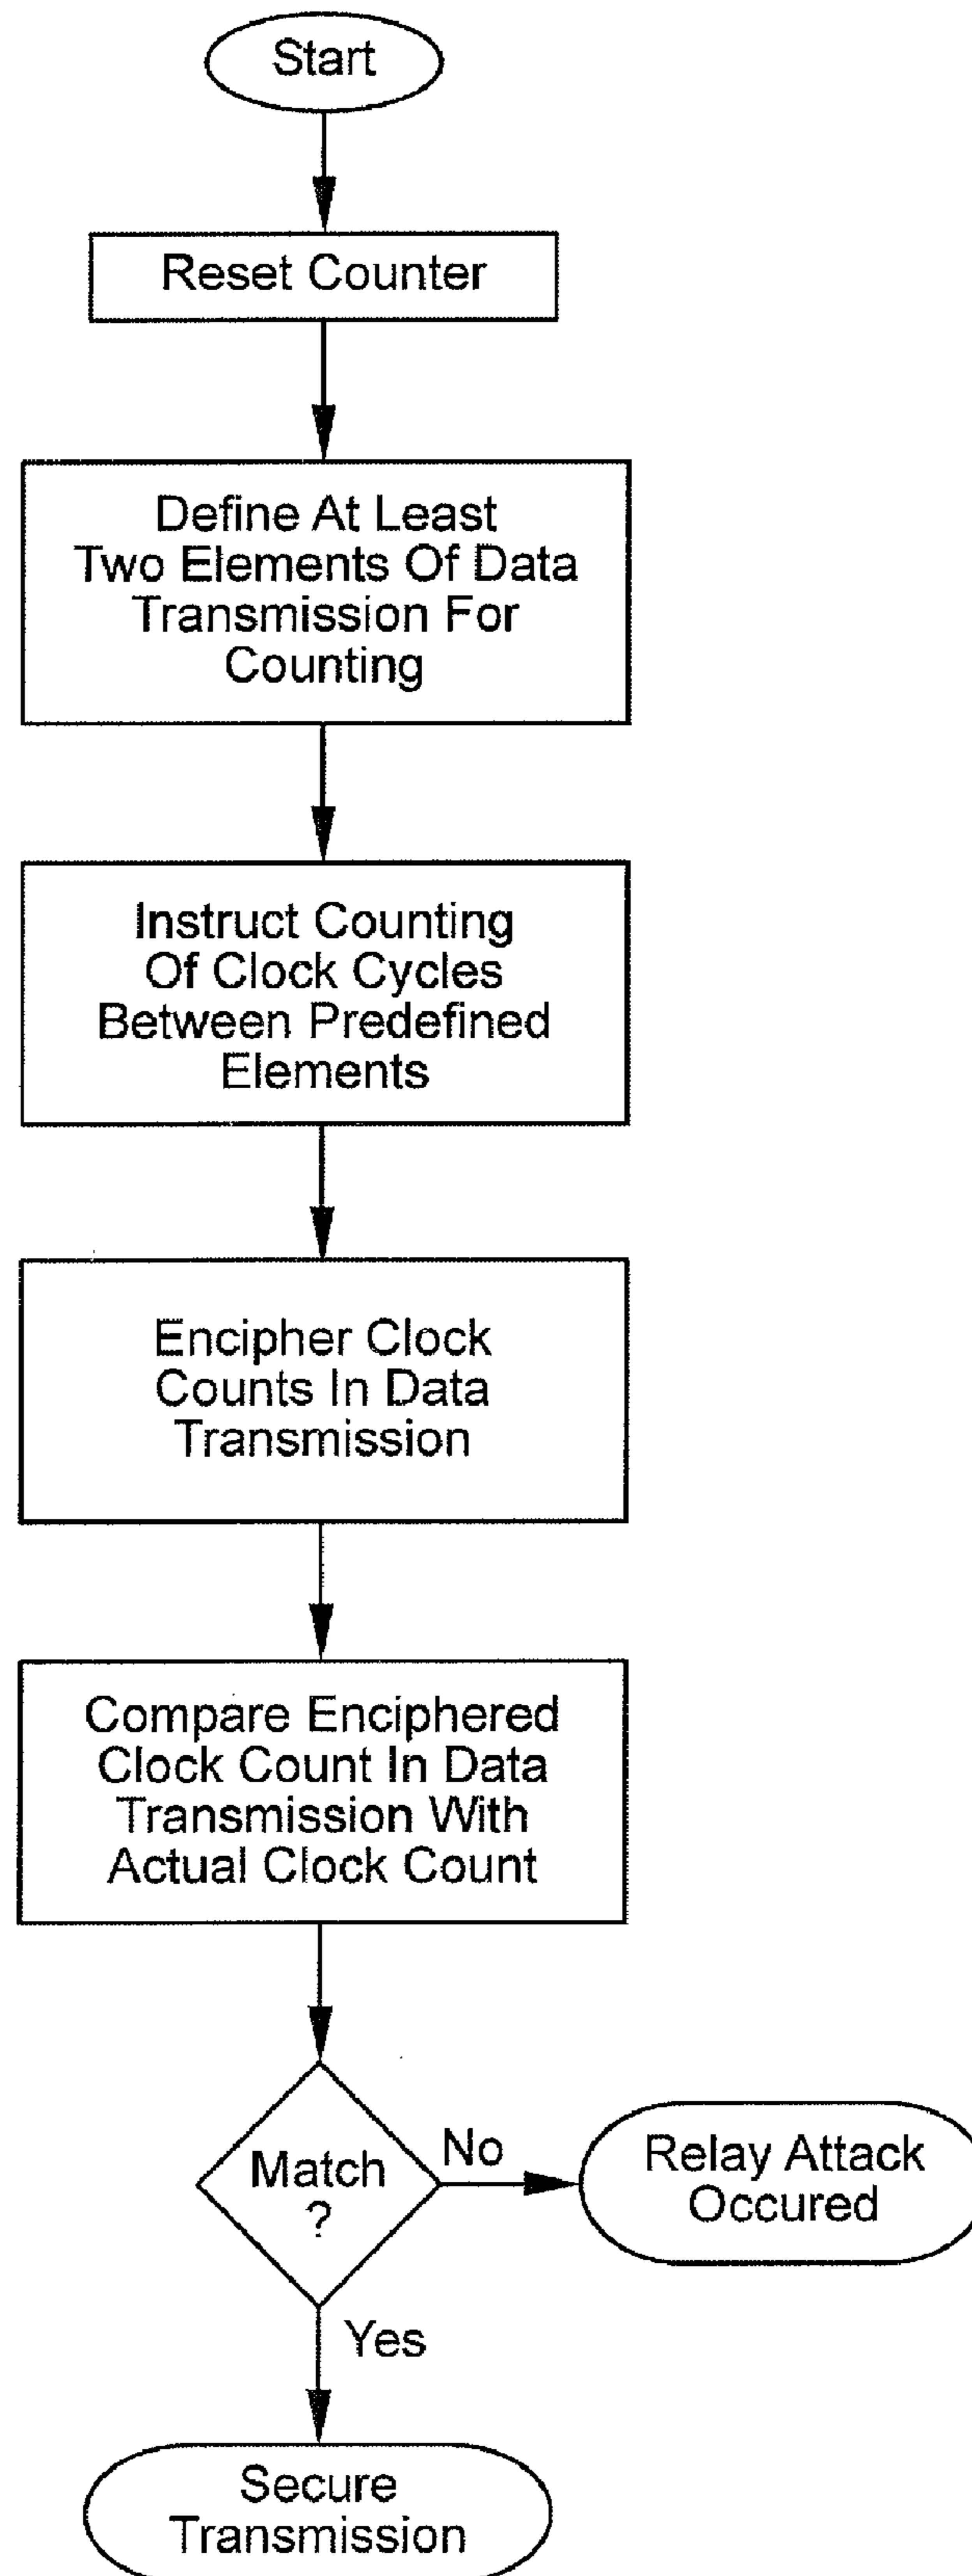 Start
Reset Counter
Define At Least
Two Elements Of Data
Transmission For
Counting
Instruct Counting
Of Clock Cycles
Between Predefined
Elements
Encipher Clock
Counts In Data
Transmission
Compare Enciphered
Clock Count In Data
Transmission With
Actual Clock Count
Match
?
No
Relay Attack
Occured
Yes
Secure
Transmission